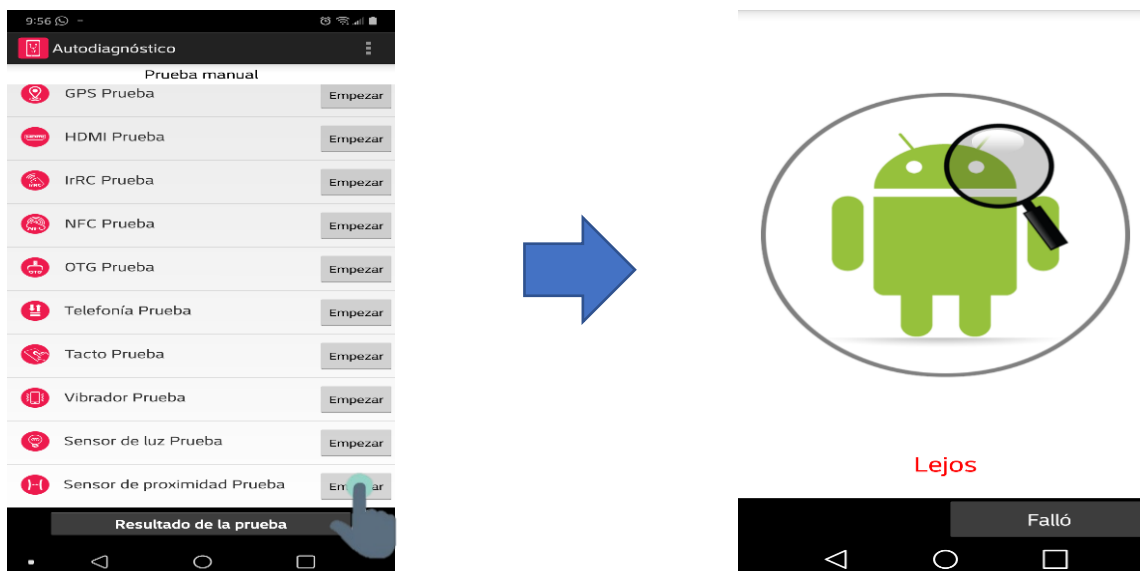 9:56
Autodiagnóstico
Prueba manual
GPS Prueba
Empezar
HDMI Prueba
Empezar
IrRC Prueba
Empezar
NFC Prueba
Empezar
OTG Prueba
Empezar
Telefonía Prueba
Empezar
Tacto Prueba
Empezar
Vibrador Prueba
Empezar
Sensor de luz Prueba
Empezar
Sensor de proximidad Prueba
Em ar
Resultado de la prueba
Lejos
Falló